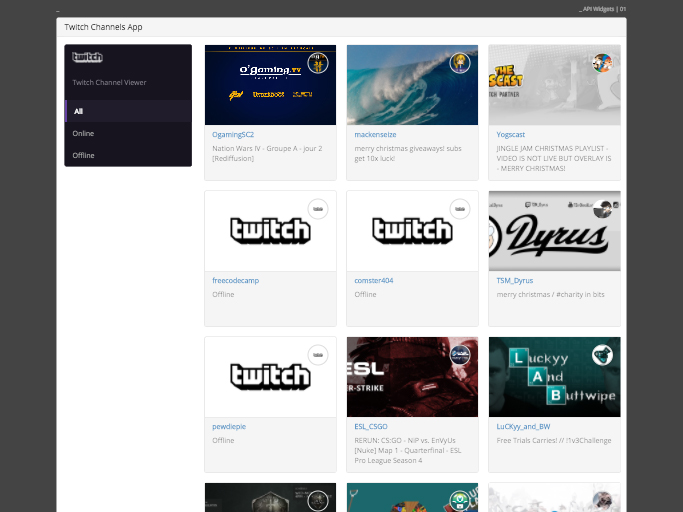 _ API Widgets | 01
Twitch Channels App
twitch
Twitch Channel Viewer
All
Online
Offline
O'gaming.TV
OgamingSC2
Nation Wars IV - Groupe A - jour 2
[Rediffusion]
mackenseize
merry christmas giveaways! subs
get 10x luck!
THE
Yogscast
JINGLE JAM CHRISTMAS PLAYLIST -
VIDEO IS NOT LIVE BUT OVERLAY IS
- MERRY CHRISTMAS!
twitch
freecodecamp
Offline
twitch
comster404
Offline
Dyrus
TSM_Dyrus
merry christmas / #charity in bits
twitch
pewdiepie
Offline
ESL
R-STRIKE
ESL_CSGO
RERUN: CS:GO - NiP vs. EnVyUs
[Nuke] Map 1 - Quarterfinal - ESL
Pro League Season 4
Luckyy
And
Buttwipe
LuCKyy_and_BW
Free Trials Carries! // !1v3Challenge